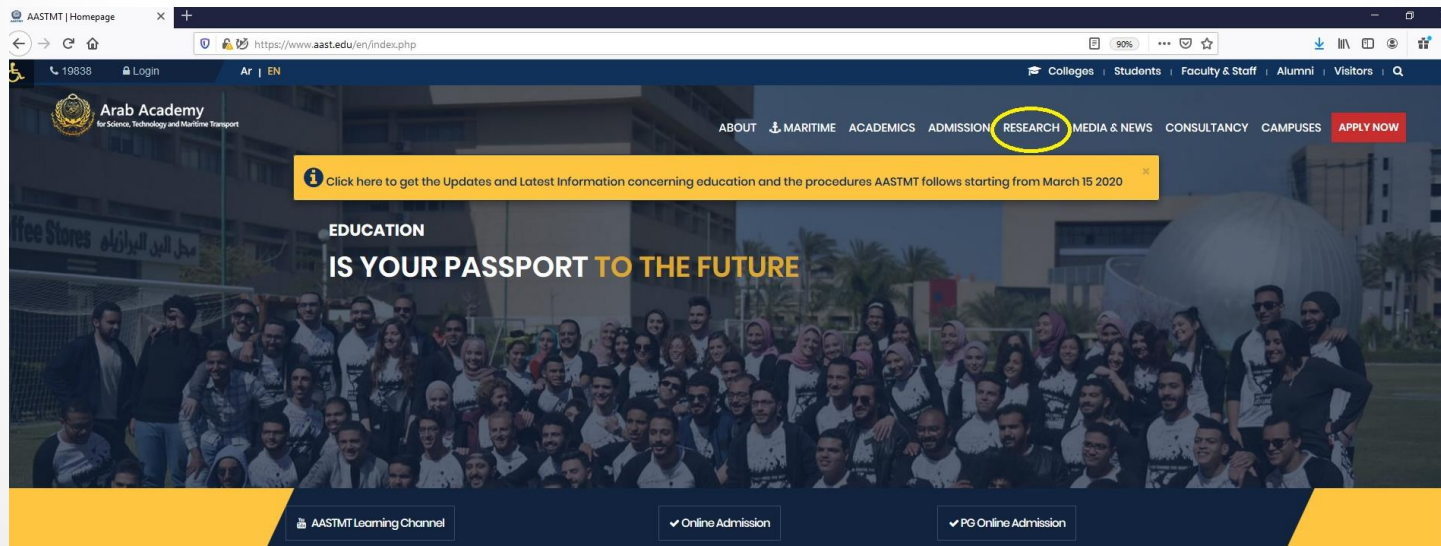 AASTMT | Homepage
https://www.aast.edu/en/index.php
90%
19838
Login
Ar | EN
Colleges | Students | Faculty & Staff | Alumni | Visitors
Arab Academy
for Science, Technology and Maritime Transport
ABOUT MARITIME ACADEMICS ADMISSION RESEARCH MEDIA & NEWS CONSULTANCY CAMPUSES APPLY NOW
Click here to get the Updates and Latest Information concerning education and the procedures AASTMT follows starting from March 15 2020
ffee Stores
EDUCATION
IS YOUR PASSPORT TO THE FUTURE
AASTMT Learning Channel
Online Admission
PG Online Admission